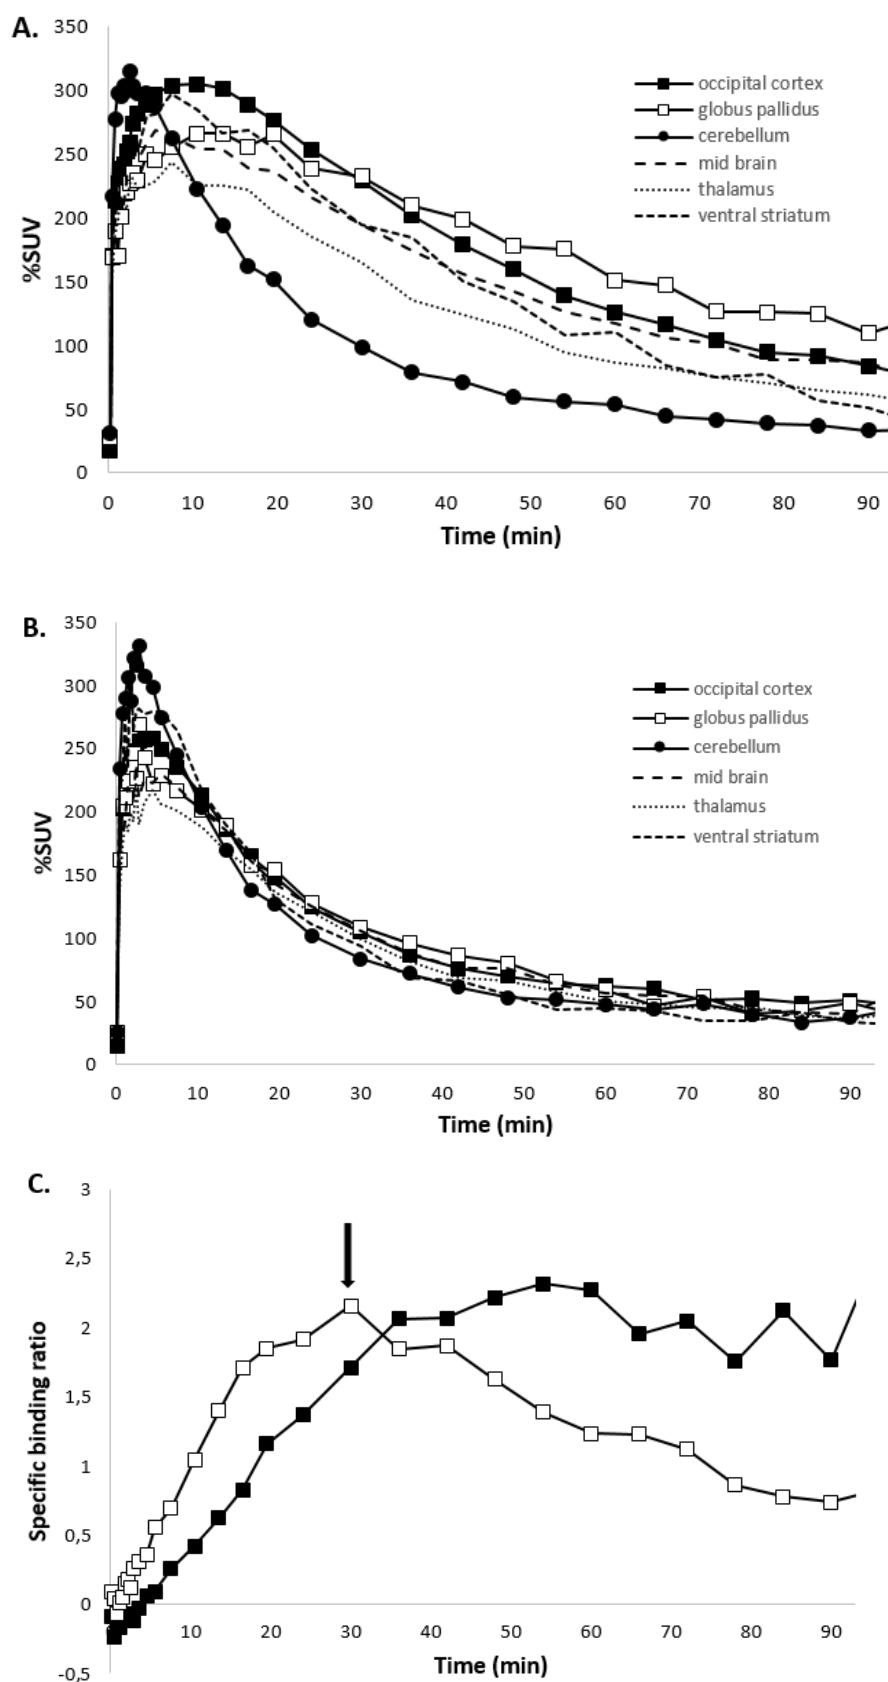 A.
350
300
250
200
150
100
50
0
%SUV
occipital cortex
globus pallidus
cerebellum
mid brain
thalamus
ventral striatum
0 10 20 30 40 50 60 70 80 90
Time (min)
B.
350
300
250
200
150
100
50
0
%SUV
occipital cortex
globus pallidus
cerebellum
mid brain
thalamus
ventral striatum
0 10 20 30 40 50 60 70 80 90
Time (min)
C.
3
2,5
2
1,5
1
0,5
0
-0,5
Specific binding ratio
10 20 30 40 50 60 70 80 90
Time (min)